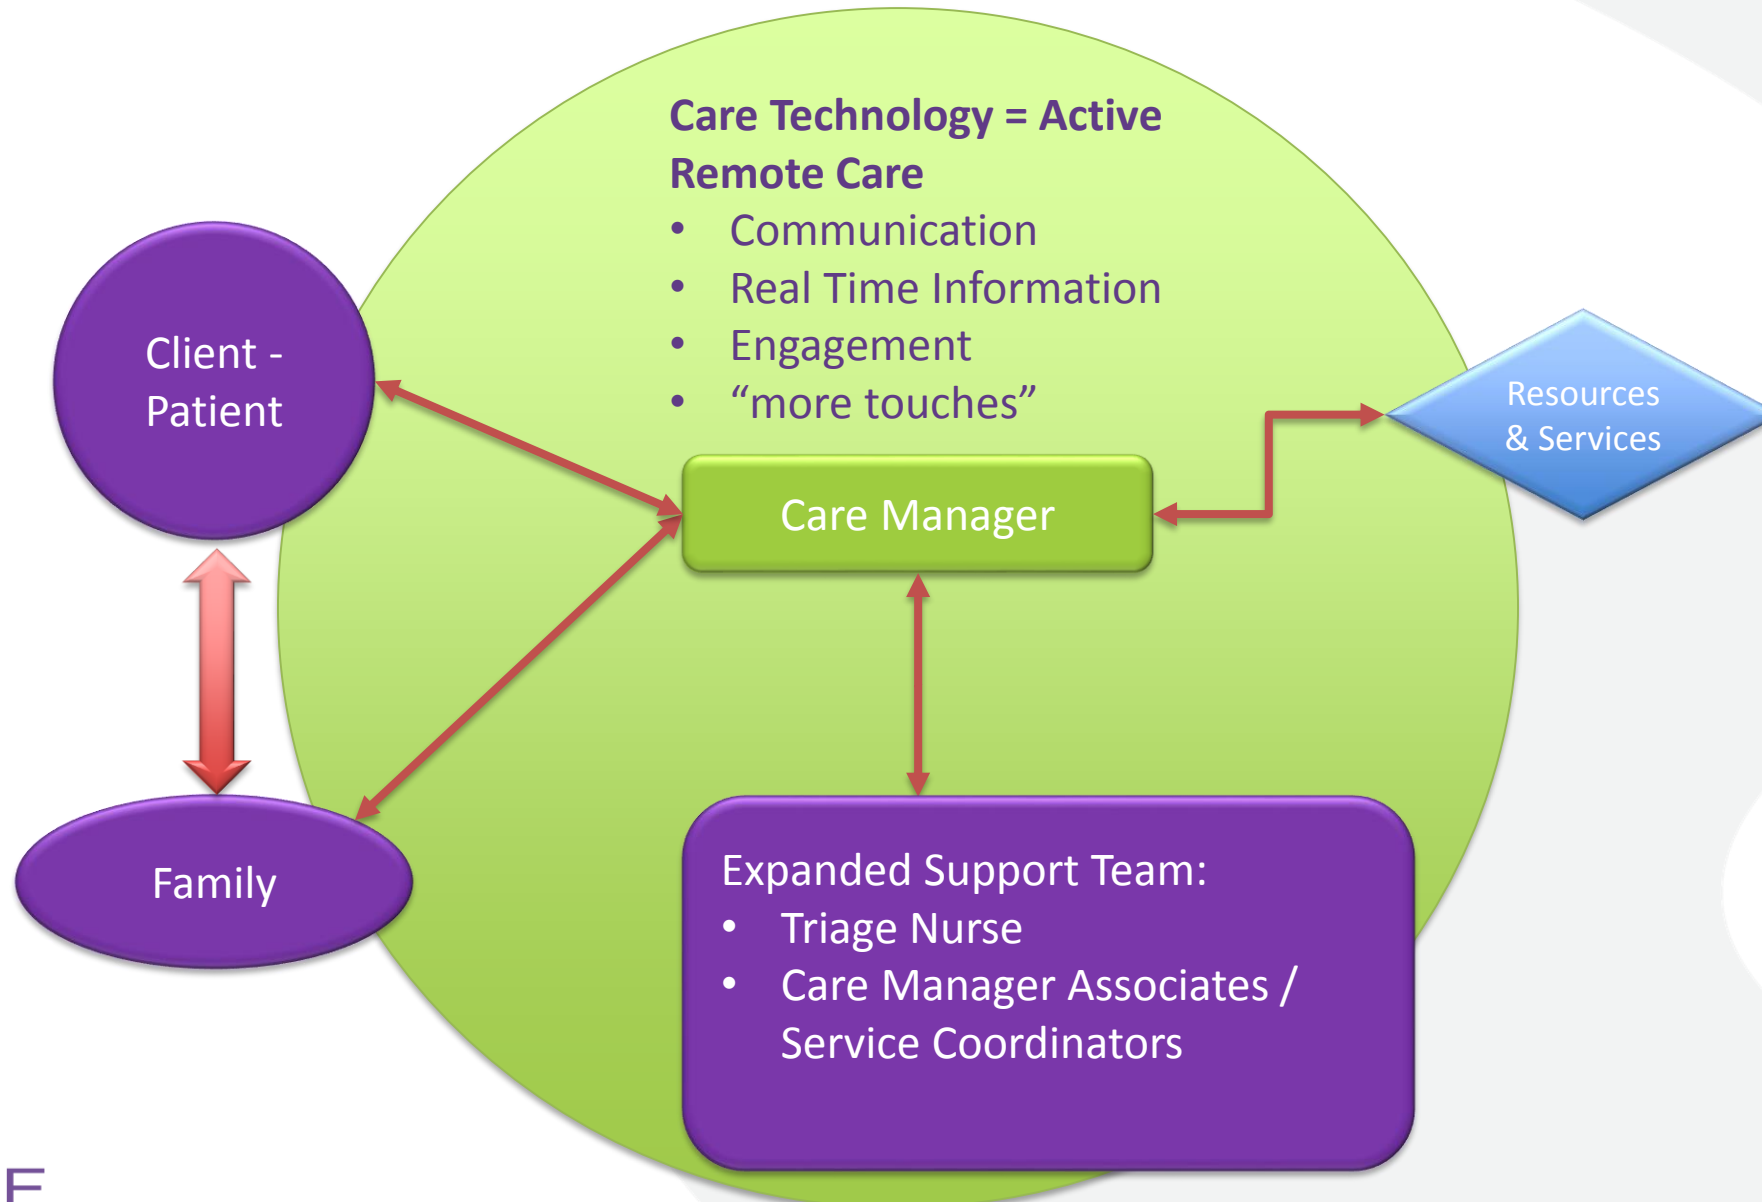 Care Technology = Active
Remote Care
• Communication
• Real Time Information
• Engagement
• “more touches”
Client -
Patient
Resources
& Services
Care Manager
Family
Expanded Support Team:
• Triage Nurse
• Care Manager Associates /
Service Coordinators
E